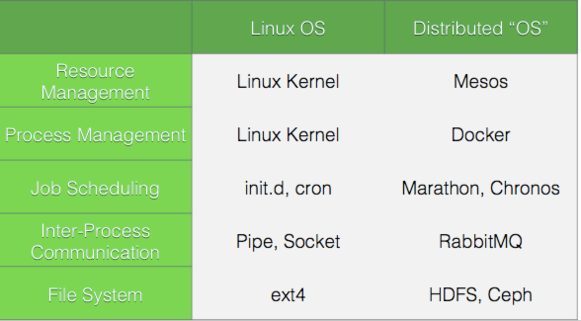 Linux OS Distributed “OS”
Resource
Management Linux Kernel Mesos
Process Management Linux Kernel Docker
Job Scheduling init.d, cron Marathon, Chronos
Inter-Process
Communication Pipe, Socket RabbitMQ
File System ext4 HDFS, Ceph